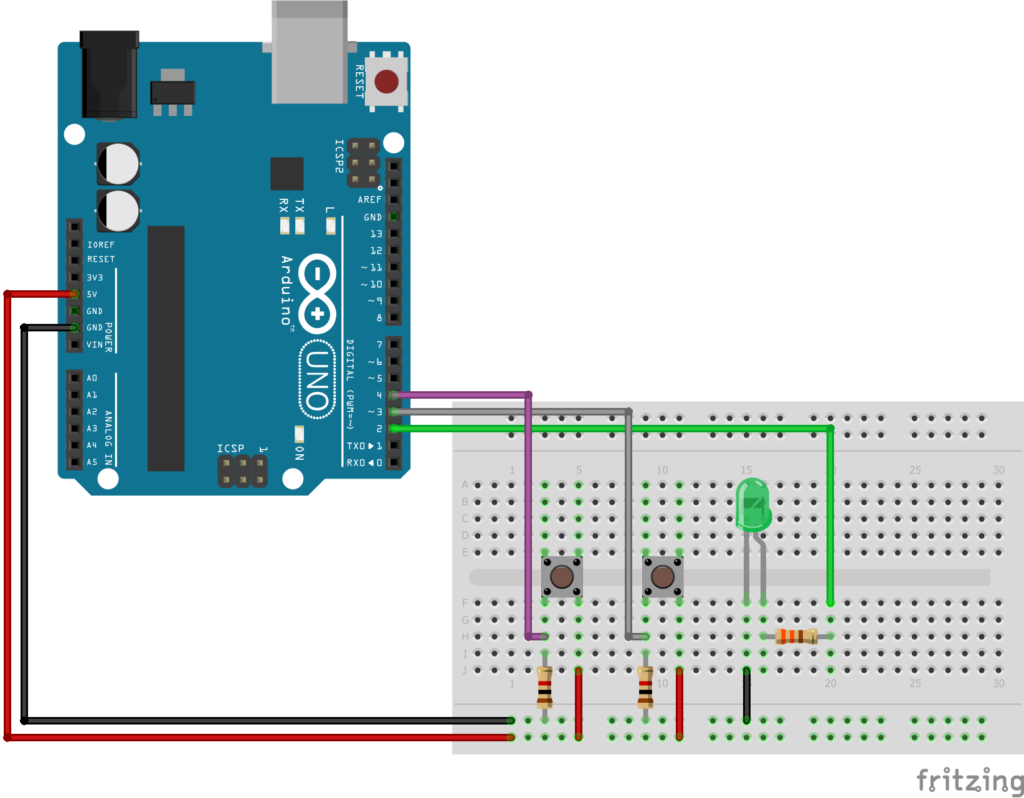 RESET
ICSP2
AREF
GND
13
12
~11
~10
~9
8
RX
TX
L
IOREF
RESET
3V3
5V
GND
GND
VIN
POWER
Arduino™
UNO
DIGITAL (PWM=~)
7
~6
~5
4
~3
2
TX0▶1
RX0◀0
A0
A1
A2
A3
A4
A5
ANALOG IN
ICSP
1
ON
1 5 10 15 20 25 30
A
B
C
D
E
F
G
H
I
J
1 5 10 15 20 25 30
fritzing